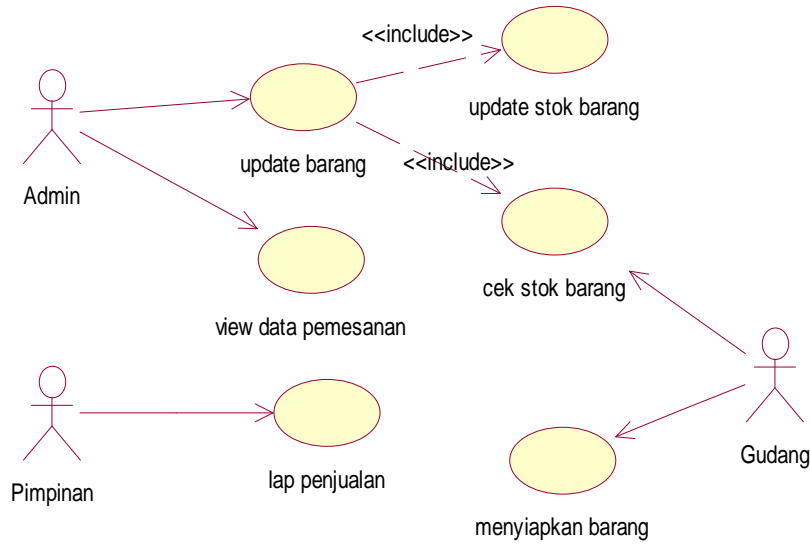 <<include>>
update stok barang
update barang
<<include>>
Admin
cek stok barang
view data pemesanan
Gudang
lap penjualan
Pimpinan
menyiapkan barang